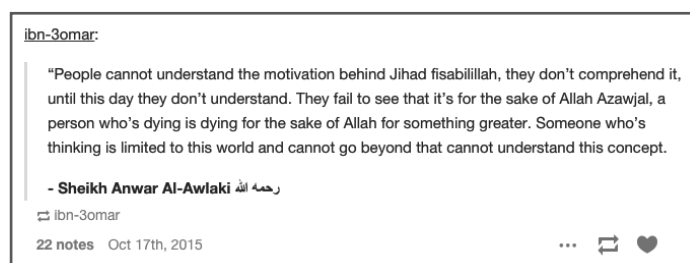 ibn-3omar:
“People cannot understand the motivation behind Jihad fisabilillah, they don’t comprehend it,
until this day they don’t understand. They fail to see that it’s for the sake of Allah Azawjal, a
person who’s dying is dying for the sake of Allah for something greater. Someone who’s
thinking is limited to this world and cannot go beyond that cannot understand this concept.
- Sheikh Anwar Al-Awlaki رحمه الله
ibn-3omar
22 notes Oct 17th, 2015